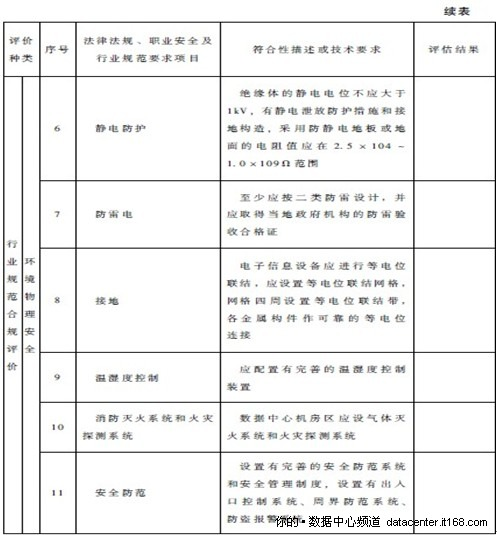 续表
评价种类
序号
法律法规、职业安全及
行业规范要求项目
符合性描述或技术要求
评估结果
行业规范合规评价
环境物理安全
6
静电防护
绝缘体的静电电位不应大于
1kV,有静电泄放防护措施和接
地构造,采用防静电地板或地
面的电阻值应在 2.5×104~
1.0×109Ω范围
7
防雷电
至少应按二类防雷设计,并
应取得当地政府机构的防雷验
收合格证
8
接地
电子信息设备应进行等电位
联结,应设置等电位联结网格,
网格四周设置等电位联结带,
各金属构件作可靠的等电位
连接
9
温湿度控制
应配置有完善的温湿度控制
装置
10
消防灭火系统和火灾
探测系统
数据中心机房区应设气体灭
火系统和火灾探测系统
11
安全防范
设置有完善的安全防范系统
和安全管理制度,设置有出入
口控制系统、周界防范系统、
防盗报警
你的·数据中心频道 datacenter.it168.com